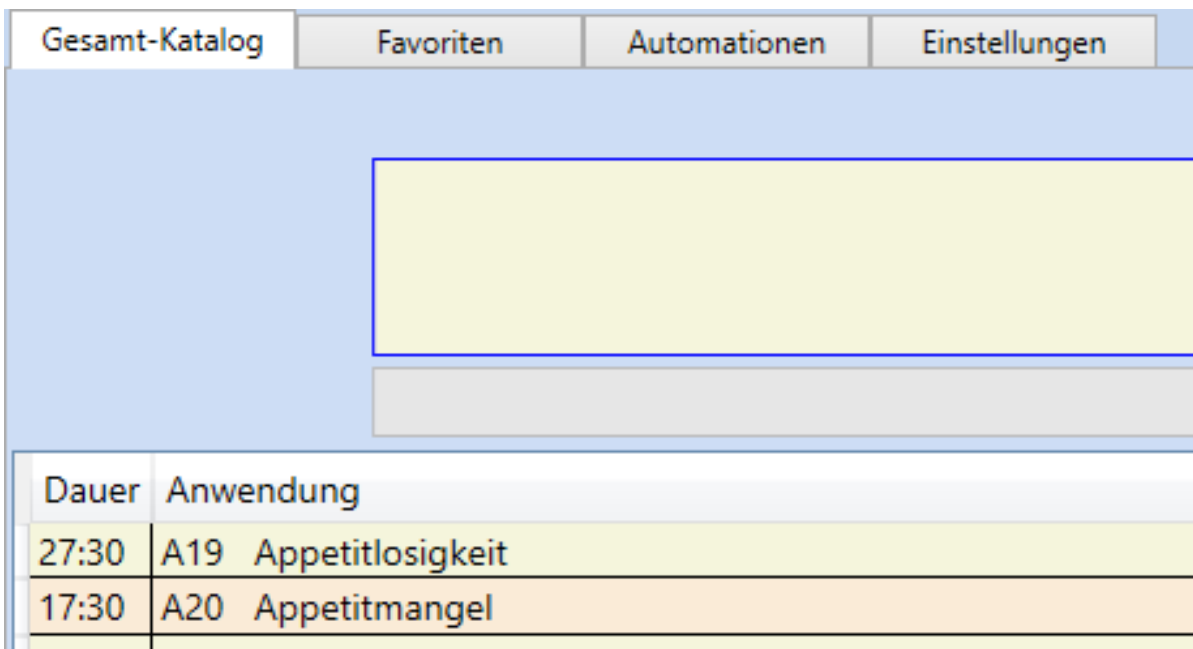 Gesamt-Katalog Favoriten Automationen Einstellungen
Dauer Anwendung
27:30 A19 Appetitlosigkeit
17:30 A20 Appetitmangel